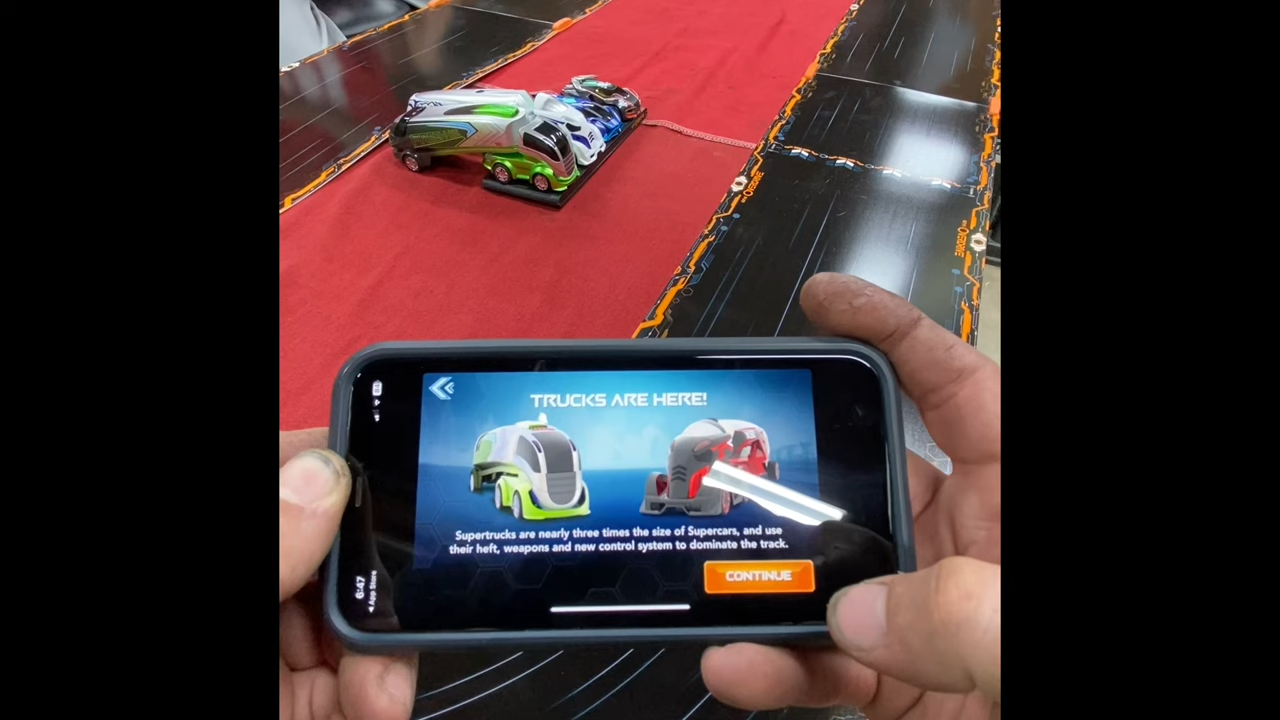 TRUCKS ARE HERE!
Supertrucks are nearly three times the size of Supercars, and use
their heft, weapons and new control system to dominate the track.
CONTINUE
6:47
App Store